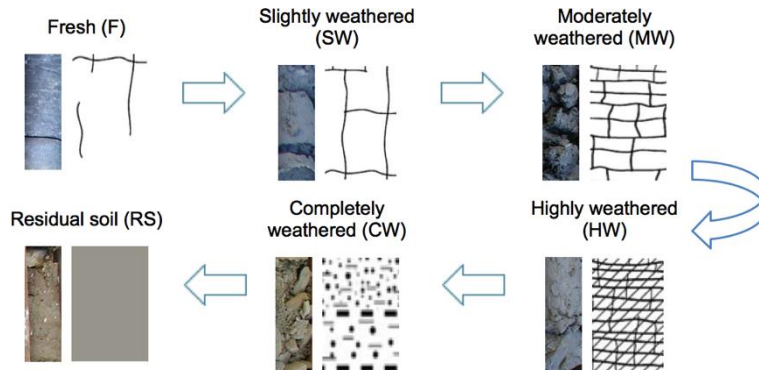 Fresh (F)
Slightly weathered
(SW)
Moderately
weathered (MW)
Residual soil (RS)
Completely
weathered (CW)
Highly weathered
(HW)